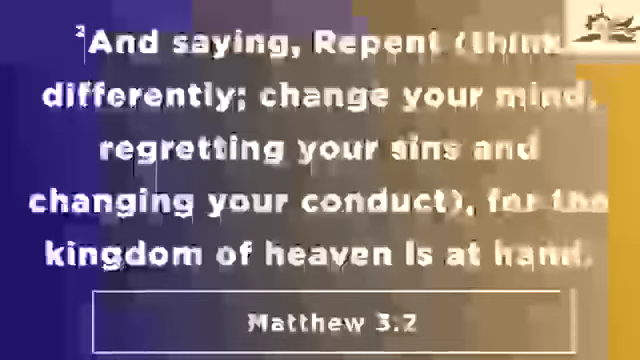 ²And saying, Repent (think
differently; change your mind,
regretting your sins and
changing your conduct), for the
kingdom of heaven is at hand.
Matthew 3:2